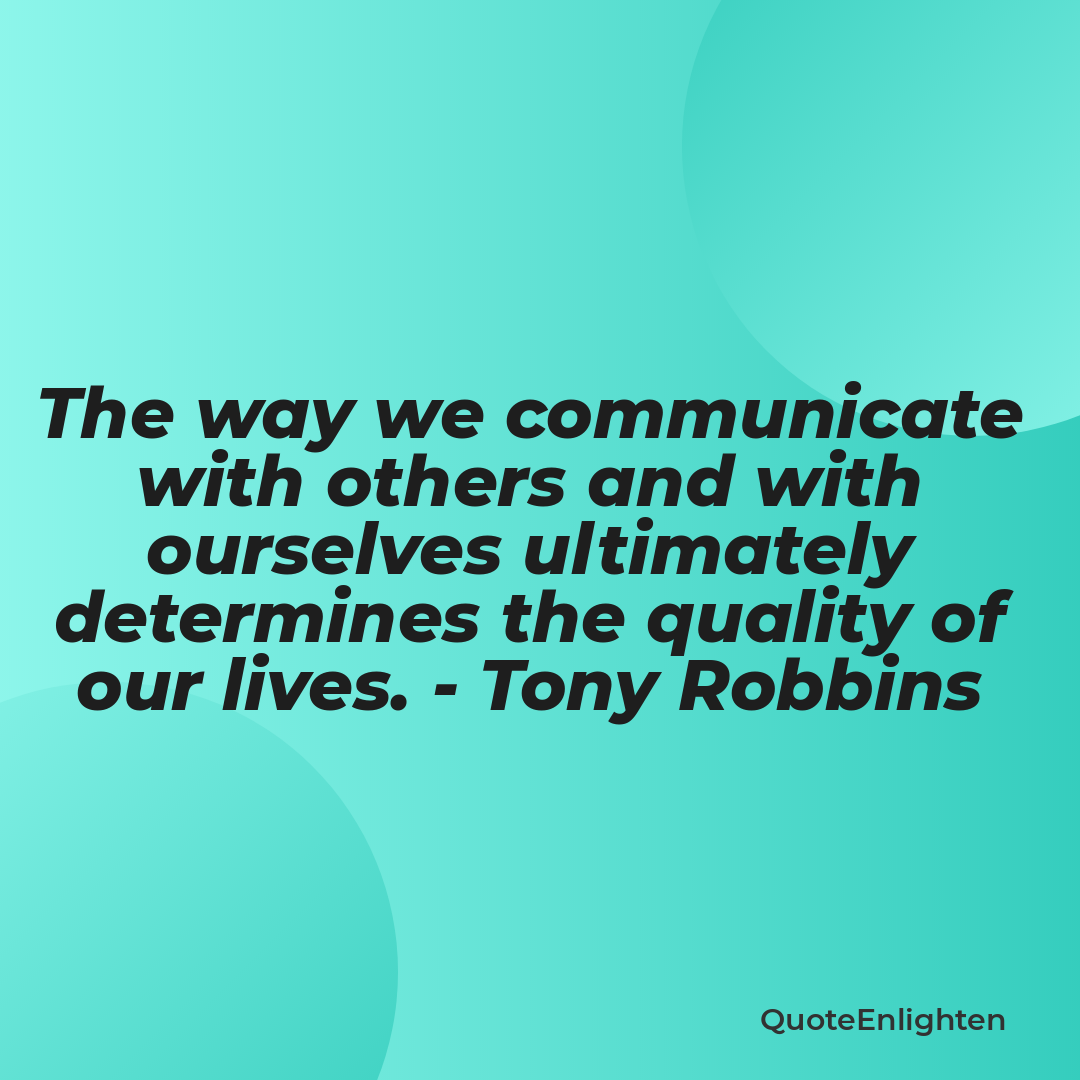 The way we communicate
with others and with
ourselves ultimately
determines the quality of
our lives. - Tony Robbins
QuoteEnlighten